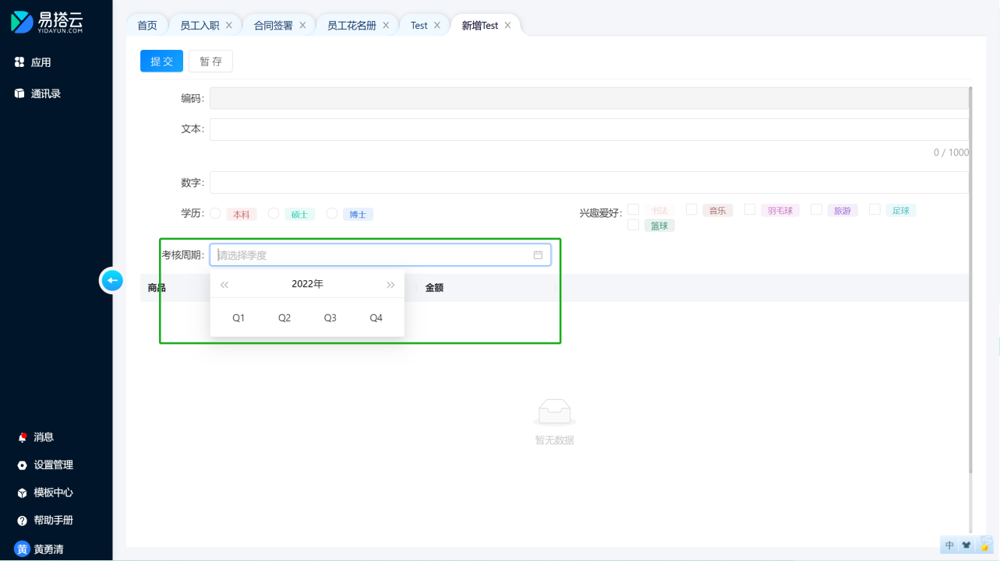 易搭云
YIDAYUN.COM
应用
通讯录
消息
设置管理
模板中心
帮助手册
黄 黄勇清
首页 员工入职 合同签署 员工花名册 Test 新增Test
提 交 暂 存
编码:
文本:
0 / 1000
数字:
学历: 本科 硕士 博士
兴趣爱好: 书法 音乐 羽毛球 旅游 足球
篮球
考核周期: 请选择季度
商品 金额
2022年
Q1 Q2 Q3 Q4
暂无数据
中